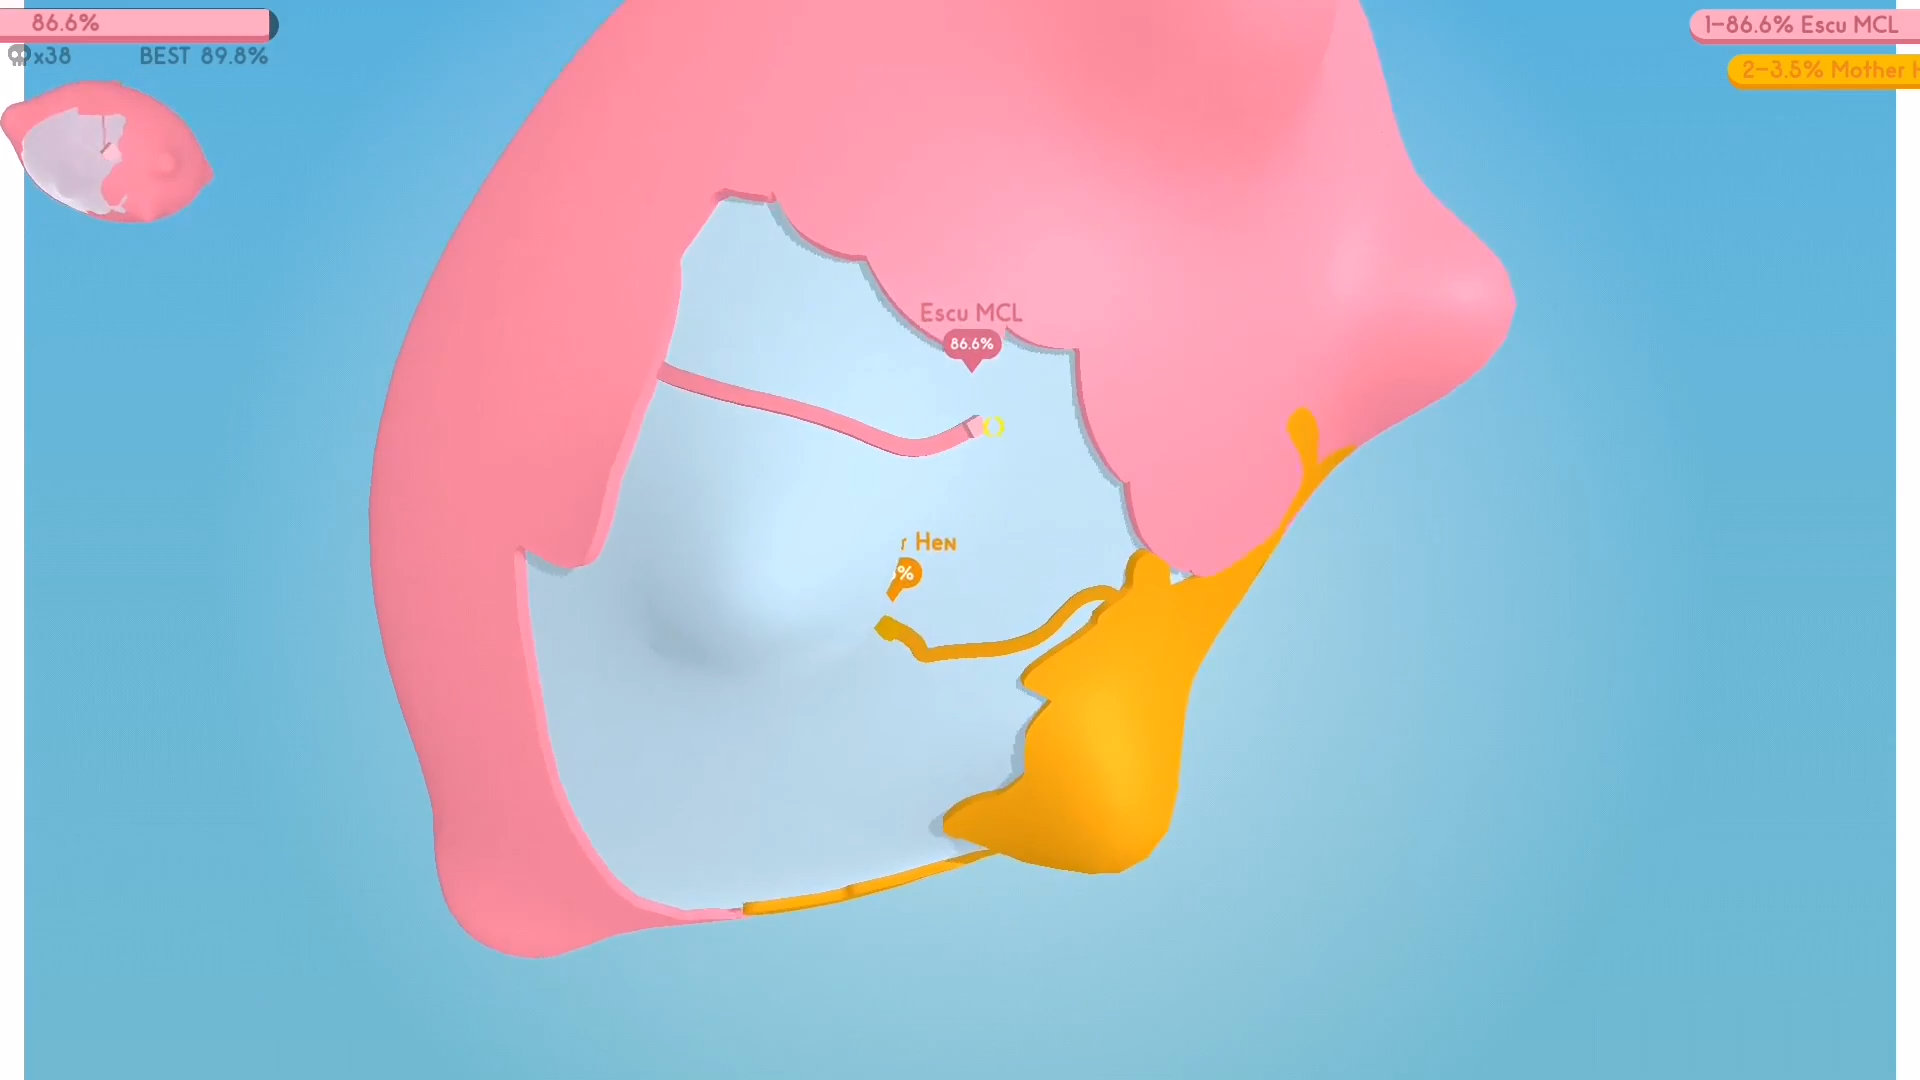 86.6%
x38 BEST 89.8%
1-86.6% Escu MCL
2-3.5% Mother
Escu MCL
86.6%
Hen
%